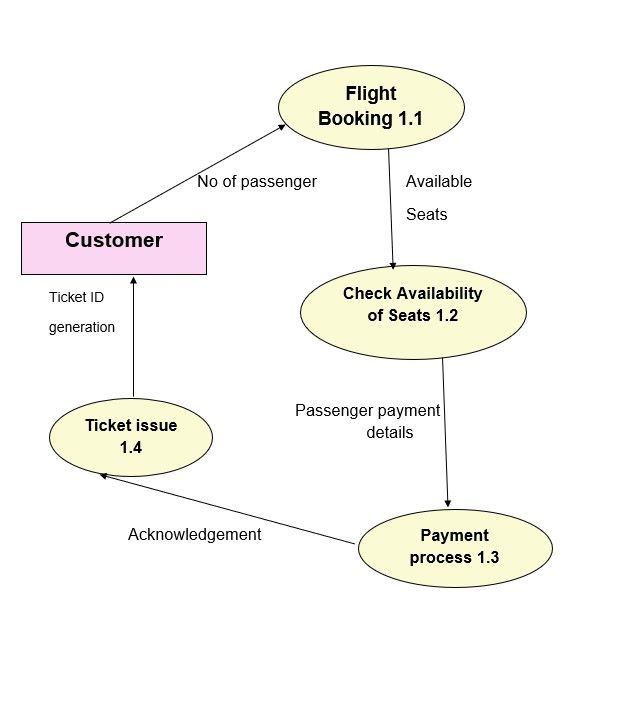 Flight
Booking 1.1
No of passenger
Available
Seats
Customer
Ticket ID
generation
Check Availability
of Seats 1.2
Passenger payment
details
Ticket issue
1.4
Acknowledgement
Payment
process 1.3